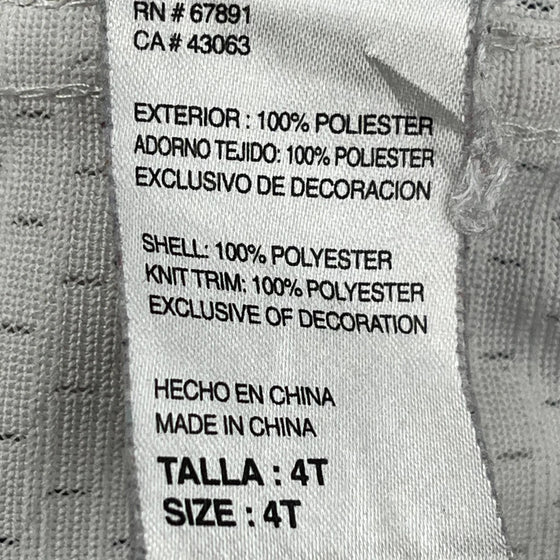 RN # 67891
CA # 43063
EXTERIOR : 100% POLIESTER
ADORNO TEJIDO: 100% POLIESTER
EXCLUSIVO DE DECORACION
SHELL: 100% POLYESTER
KNIT TRIM: 100% POLYESTER
EXCLUSIVE OF DECORATION
HECHO EN CHINA
MADE IN CHINA
TALLA : 4T
SIZE : 4T